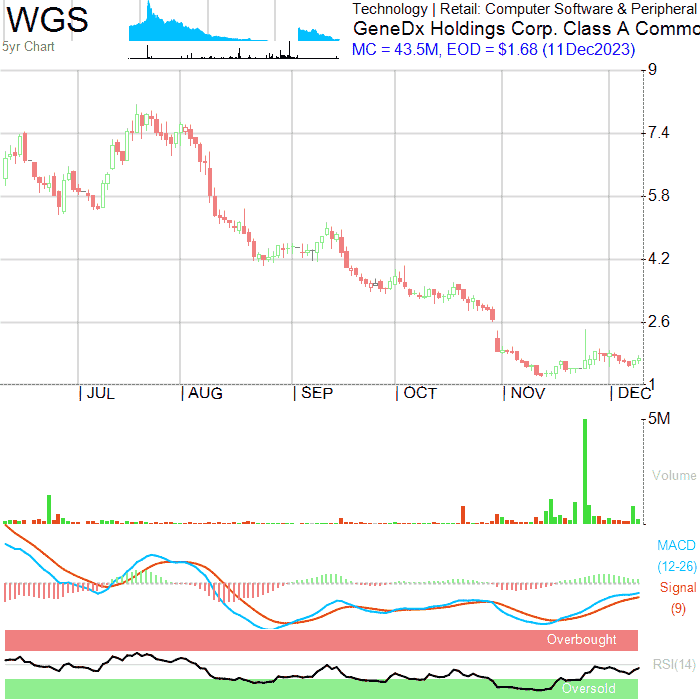 WGS
5yr Chart
Technology | Retail: Computer Software & Peripheral
GeneDx Holdings Corp. Class A Commo
MC = 43.5M, EOD = $1.68 (11Dec2023)
9
7.4
5.8
4.2
2.6
1
JUL AUG SEP OCT NOV DEC
5M
Volume
MACD
(12-26)
Signal
(9)
Overbought
RSI(14)
Oversold